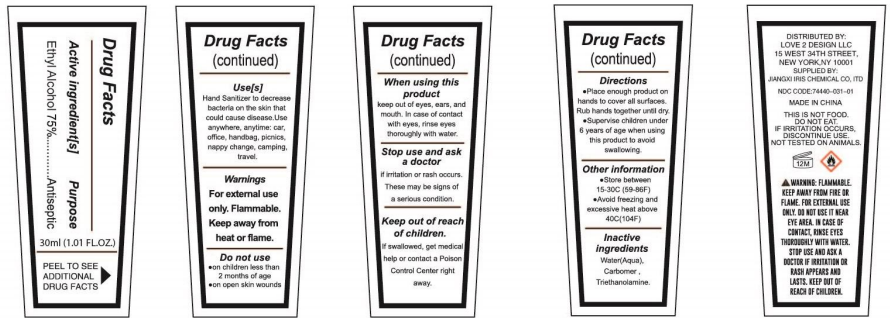 Drug Facts
Active ingredient[s] Purpose
Ethyl Alcohol 75%.............Antiseptic
30ml (1.01 FL.OZ.)
PEEL TO SEE
ADDITIONAL
DRUG FACTS
Drug Facts
(continued)
Use[s]
Hand Sanitizer to decrease
bacteria on the skin that
could cause disease.Use
anywhere, anytime: car,
office, handbag, picnics,
nappy change, camping,
travel.
Warnings
For external use
only. Flammable.
Keep away from
heat or flame.
Do not use
●on children less than
2 months of age
●on open skin wounds
Drug Facts
(continued)
When using this
product
keep out of eyes, ears, and
mouth. In case of contact
with eyes, rinse eyes
thoroughly with water.
Stop use and ask
a doctor
if irritation or rash occurs.
These may be signs of
a serious condition.
Keep out of reach
of children.
If swallowed, get medical
help or contact a Poison
Control Center right
away.
Drug Facts
(continued)
Directions
●Place enough product on
hands to cover all surfaces.
Rub hands together until dry.
●Supervise children under
6 years of age when using
this product to avoid
swallowing.
Other information
●Store between
15-30C (59-86F)
●Avoid freezing and
excessive heat above
40C(104F)
Inactive
ingredients
Water(Aqua),
Carbomer ,
Triethanolamine.
DISTRIBUTED BY:
LOVE 2 DESIGN LLC
15 WEST 34TH STREET,
NEW YORK,NY 10001
SUPPLIED BY:
JIANGXI IRIS CHEMICAL CO, lTD
NDC CODE:74440-031-01
MADE IN CHINA
THIS IS NOT FOOD.
DO NOT EAT.
IF IRRITATION OCCURS,
DISCONTINUE USE.
NOT TESTED ON ANIMALS.
12M
WARNING: FLAMMABLE.
KEEP AWAY FROM FIRE OR
FLAME. FOR EXTERNAL USE
ONLY. DO NOT USE IT NEAR
EYE AREA. IN CASE OF
CONTACT, RINSE EYES
THOROUGHLY WITH WATER.
STOP USE AND ASK A
DOCTOR IF IRRITATION OR
RASH APPEARS AND
LASTS. KEEP OUT OF
REACH OF CHILDREN.